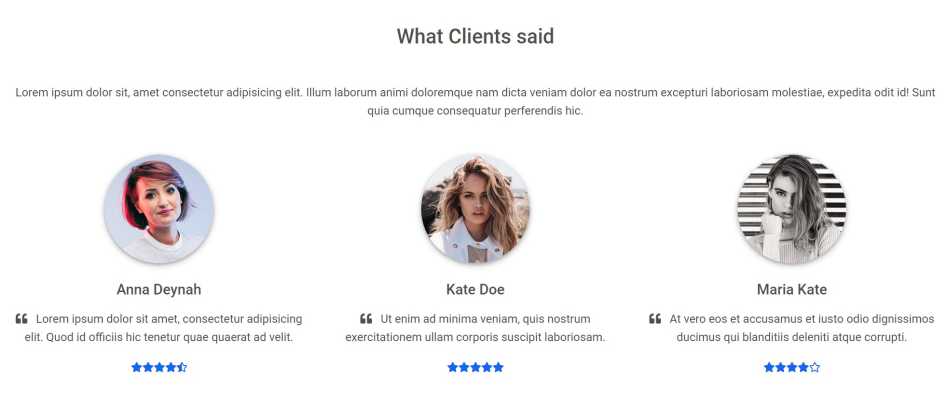 What Clients said
Lorem ipsum dolor sit, amet consectetur adipisicing elit. Illum laborum animi doloremque nam dicta veniam dolor ea nostrum excepturi laboriosam molestiae, expedita odit id! Sunt
quia cumque consequatur perferendis hic.
Anna Deynah
❝ Lorem ipsum dolor sit amet, consectetur adipisicing
elit. Quod id officiis hic tenetur quae quaerat ad velit.
Kate Doe
❝ Ut enim ad minima veniam, quis nostrum
exercitationem ullam corporis suscipit laboriosam.
Maria Kate
❝ At vero eos et accusamus et iusto odio dignissimos
ducimus qui blanditiis deleniti atque corrupti.